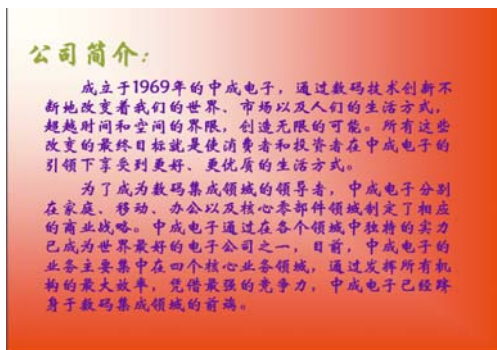 公司简介：
成立于1969年的中成电子，通过数码技术创新不
断地改变着我们的世界、市场以及人们的生活方式，
超越时间和空间的界限，创造无限的可能。所有这些
改变的最终目标就是使消费者和投资者在中成电子的
引领下享受到更好、更优质的生活方式。
为了成为数码集成领域的领导者，中成电子分别
在家庭、移动、办公以及核心零部件领域制定了相应
的商业战略。中成电子通过在各个领域中独特的实力
已成为世界最好的电子公司之一，目前，中成电子的
业务主要集中在四个核心业务领域，通过发挥所有机
构的最大效率，凭借最强的竞争力，中成电子已经跻
身于数码集成领域的前端。